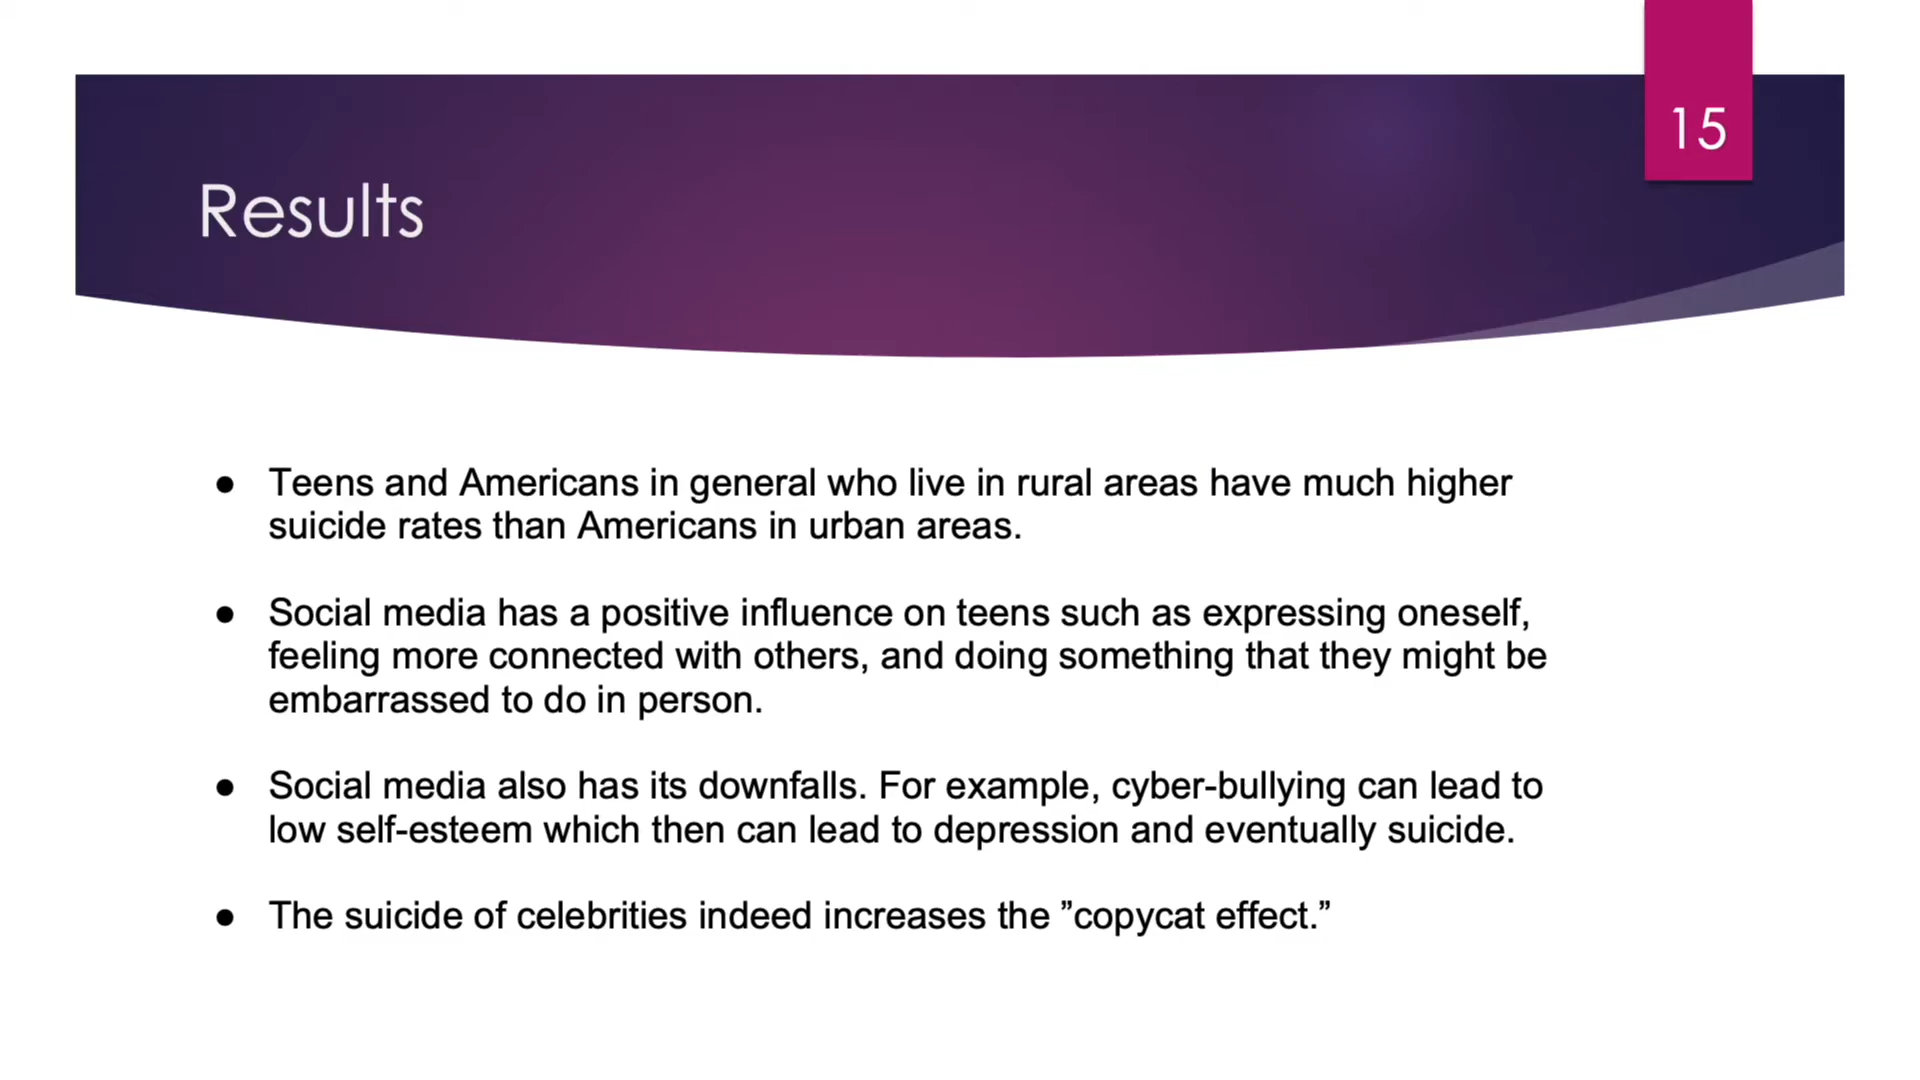 15
Results
● Teens and Americans in general who live in rural areas have much higher
suicide rates than Americans in urban areas.
● Social media has a positive influence on teens such as expressing oneself,
feeling more connected with others, and doing something that they might be
embarrassed to do in person.
● Social media also has its downfalls. For example, cyber-bullying can lead to
low self-esteem which then can lead to depression and eventually suicide.
● The suicide of celebrities indeed increases the ”copycat effect.”